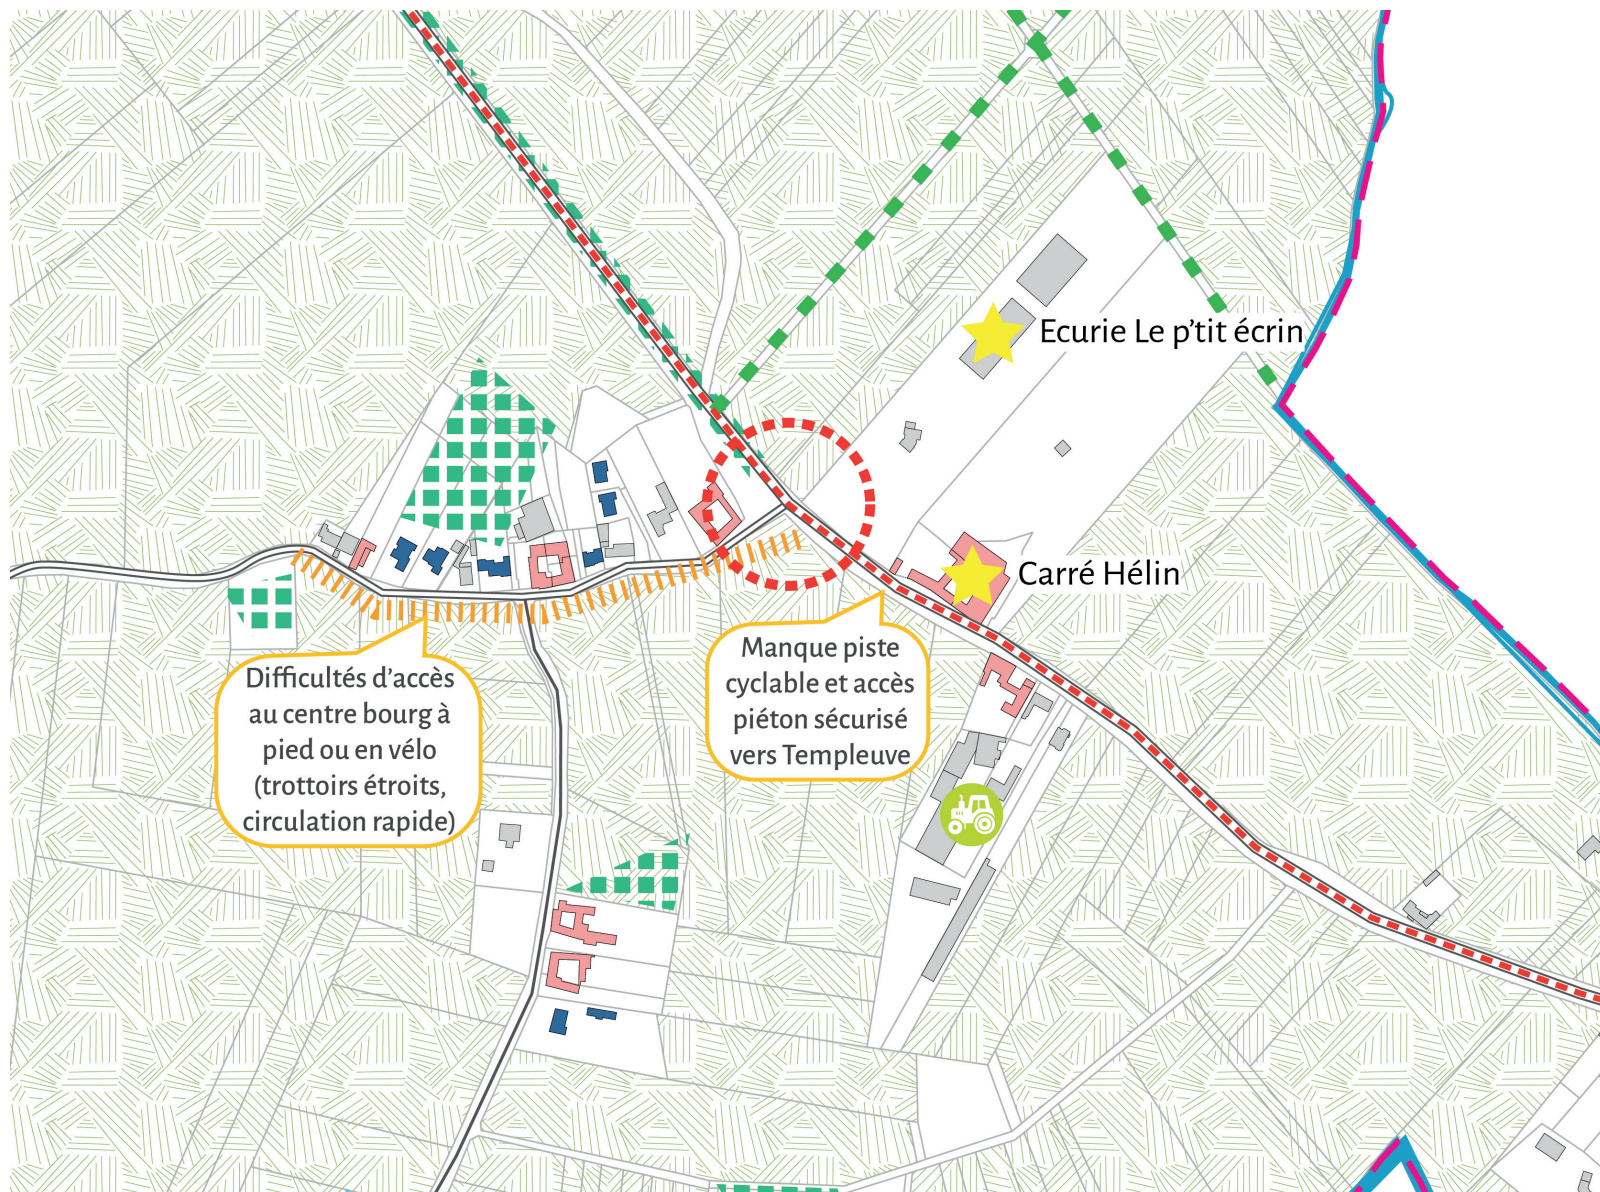 Ecurie Le p'tit écrin
Carré Hélin
Manque piste
cyclable et accès
piéton sécurisé
vers Templeuve
Difficultés d'accès
au centre bourg à
pied ou en vélo
(trottoirs étroits,
circulation rapide)